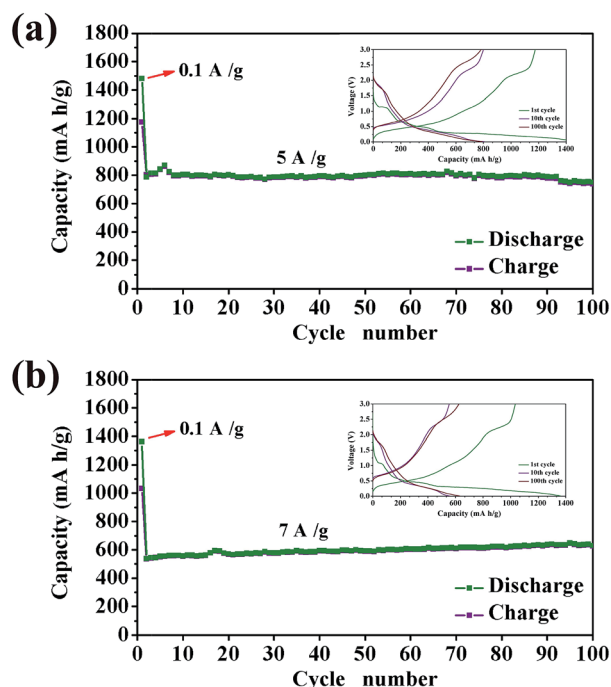 (a)
1800
1600
1400
1200
1000
800
600
400
200
0
Capacity (mA h/g)
0.1 A /g
5 A /g
3.0
2.5
2.0
1.5
1.0
0.5
0.0
Voltage (V)
1st cycle
10th cycle
100th cycle
0 200 400 600 800 1000 1200 1400
Capacity (mA h/g)
Discharge
Charge
0 10 20 30 40 50 60 70 80 90 100
Cycle number
(b)
1800
1600
1400
1200
1000
800
600
400
200
0
Capacity (mA h/g)
0.1 A /g
7 A /g
3.0
2.5
2.0
1.5
1.0
0.5
0.0
Voltage (V)
1st cycle
10th cycle
100th cycle
0 200 400 600 800 1000 1200 1400
Capacity (mA h/g)
Discharge
Charge
0 10 20 30 40 50 60 70 80 90 100
Cycle number